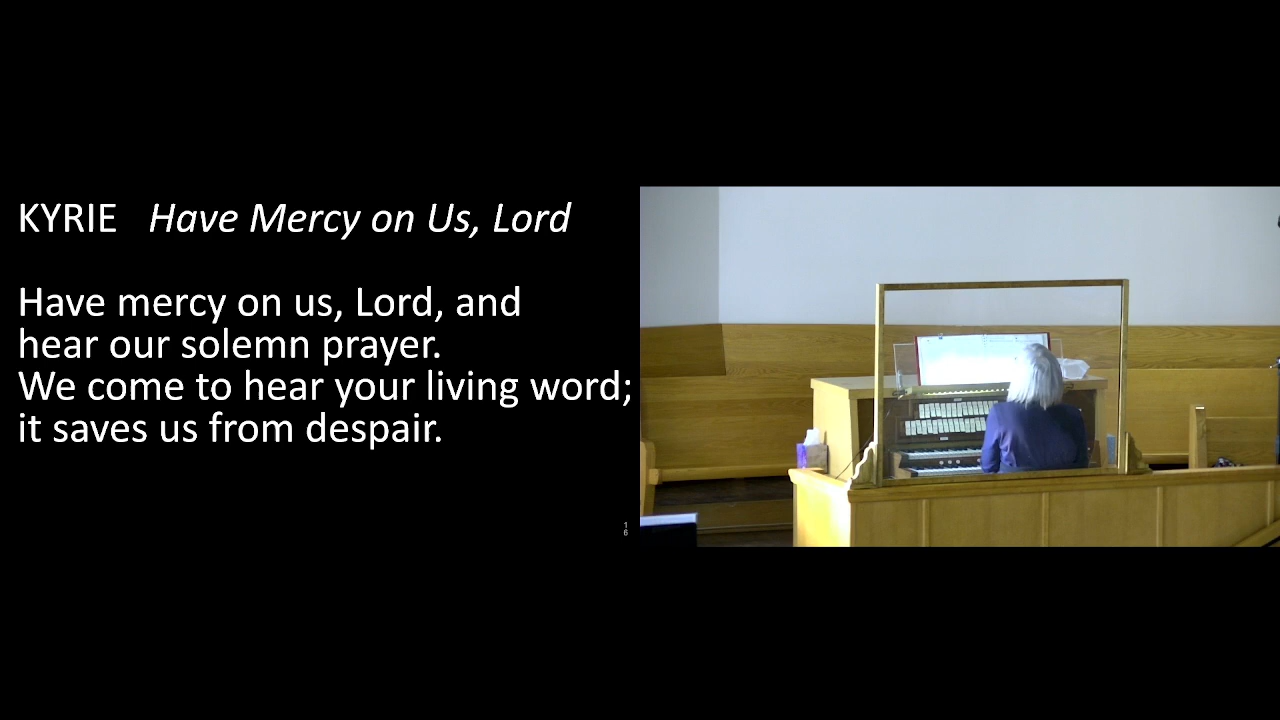 KYRIE Have Mercy on Us, Lord
Have mercy on us, Lord, and
hear our solemn prayer.
We come to hear your living word;
it saves us from despair.
16